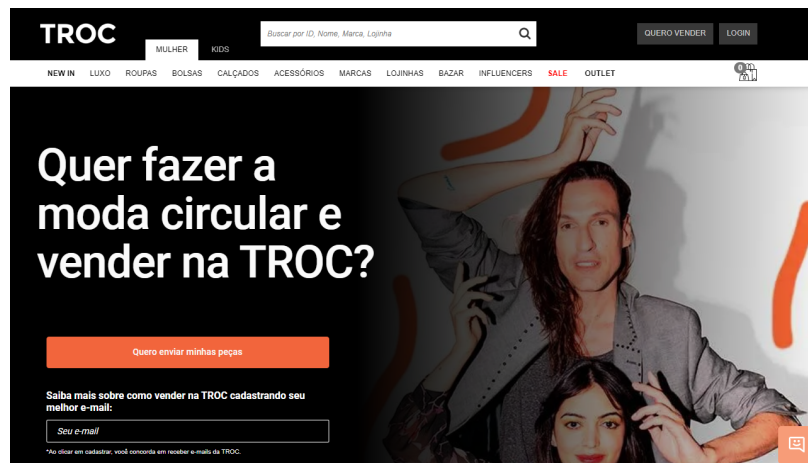 TROC
MULHER
KIDS
Buscar por ID, Nome, Marca, Lojinha
QUERO VENDER
LOGIN
NEW IN LUXO ROUPAS BOLSAS CALÇADOS ACESSÓRIOS MARCAS LOJINHAS BAZAR INFLUENCERS SALE OUTLET
0
Quer fazer a
moda circular e
vender na TROC?
Quero enviar minhas peças
Saiba mais sobre como vender na TROC cadastrando seu
melhor e-mail:
Seu e-mail
*Ao clicar em cadastrar, você concorda em receber e-mails da TROC.